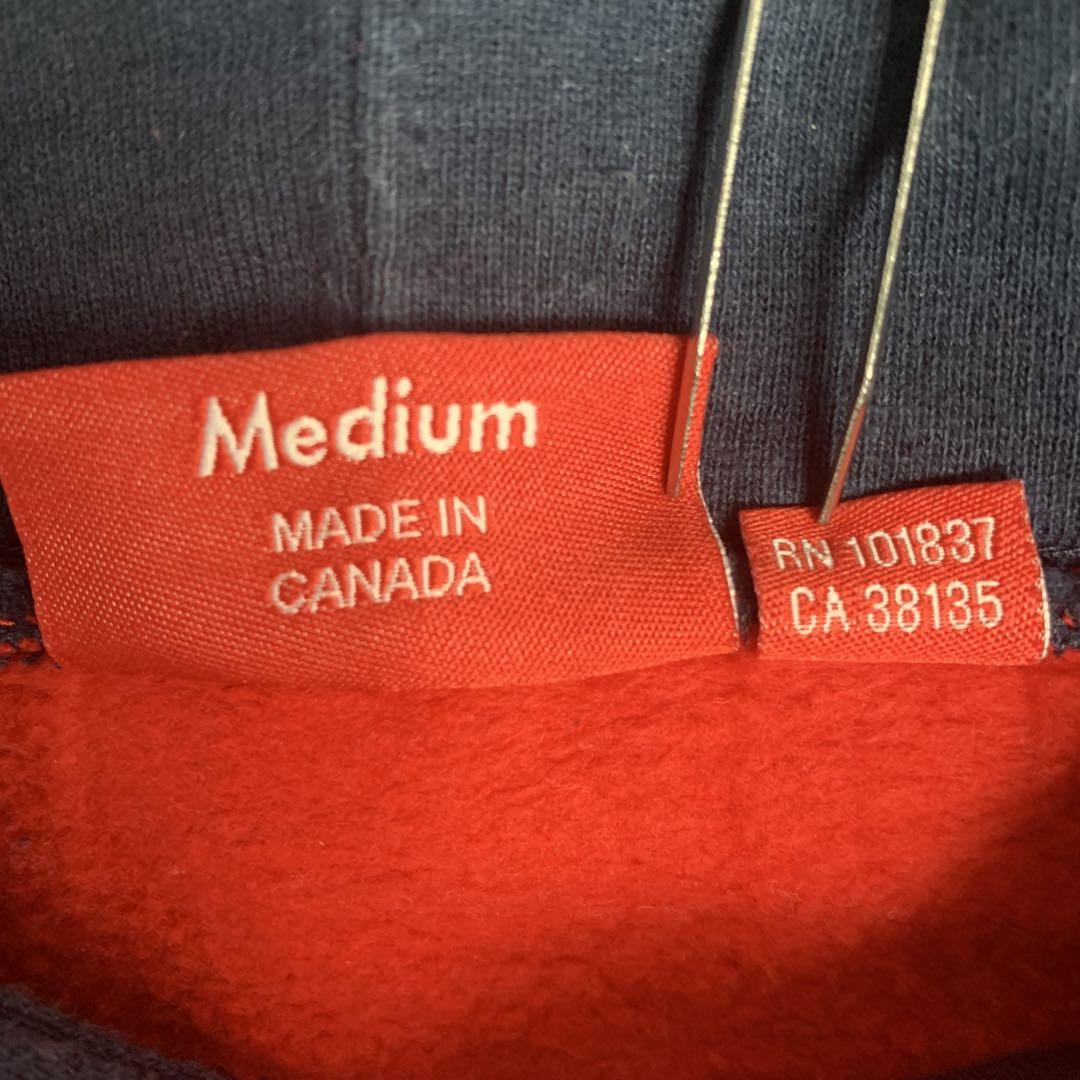 Medium
MADE IN
CANADA
RN 101837
CA 38135